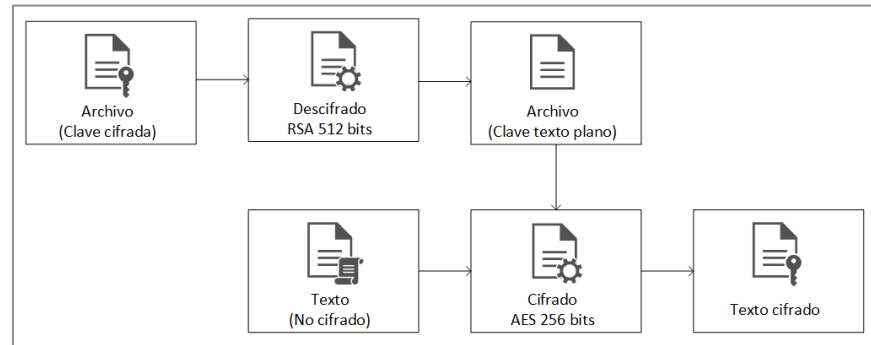 Archivo
(Clave cifrada)
Descifrado
RSA 512 bits
Archivo
(Clave texto plano)
Texto
(No cifrado)
Cifrado
AES 256 bits
Texto cifrado